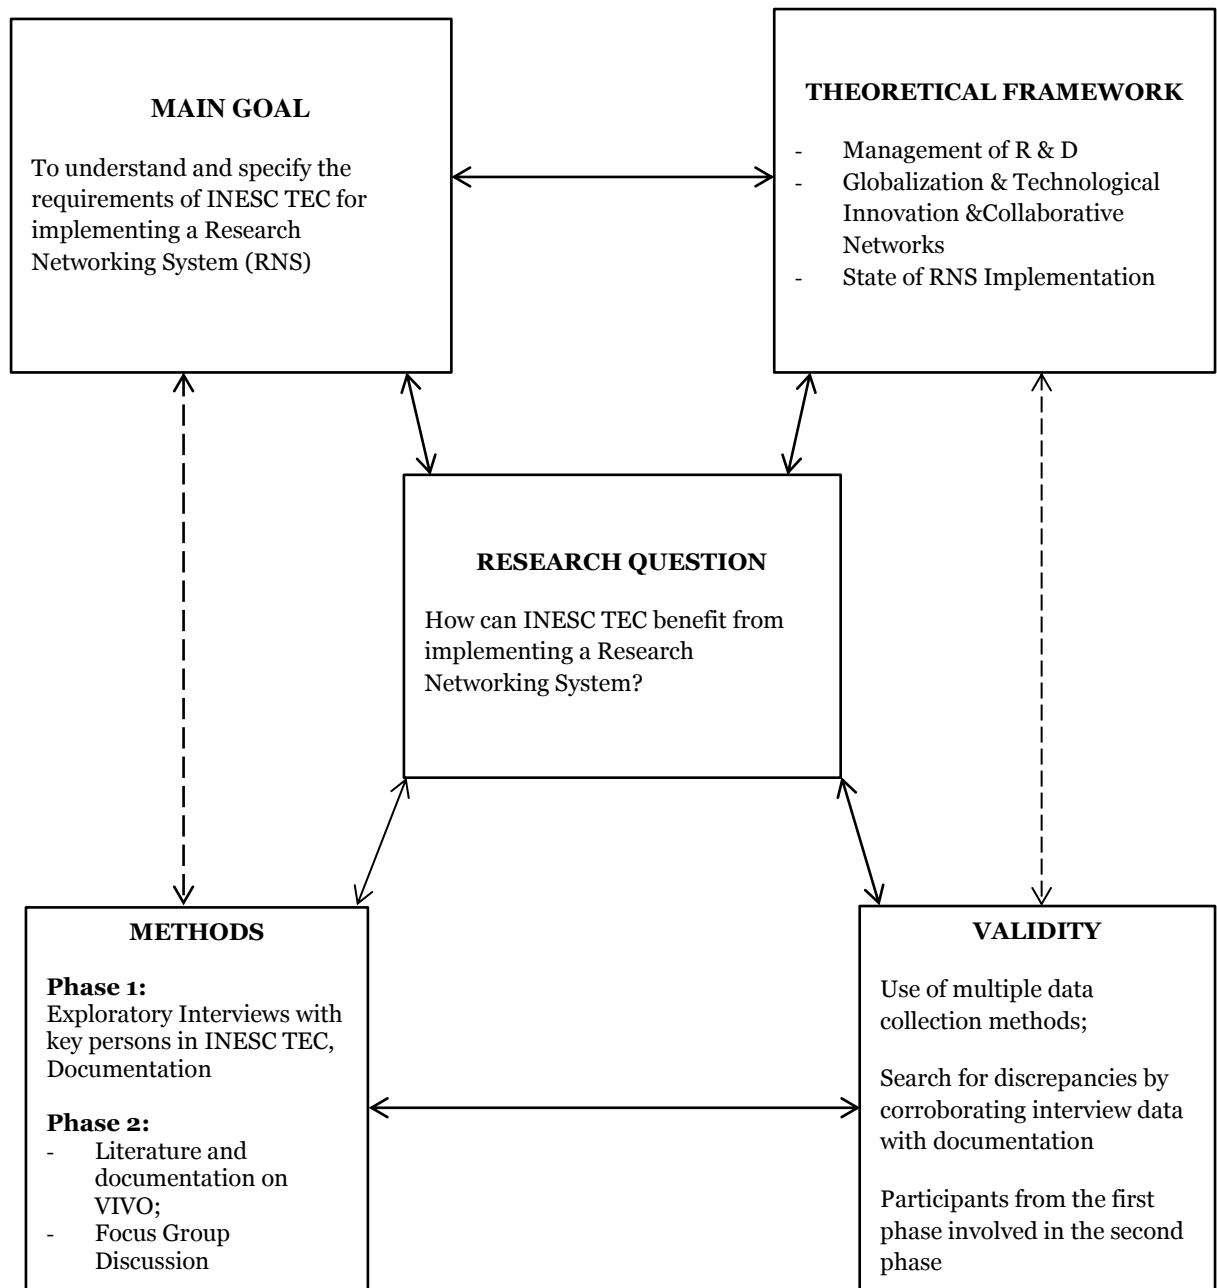 MAIN GOAL
To understand and specify the
requirements of INESC TEC for
implementing a Research
Networking System (RNS)
THEORETICAL FRAMEWORK
- Management of R & D
- Globalization & Technological
Innovation &Collaborative
Networks
- State of RNS Implementation
RESEARCH QUESTION
How can INESC TEC benefit from
implementing a Research
Networking System?
METHODS
Phase 1:
Exploratory Interviews with
key persons in INESC TEC,
Documentation
Phase 2:
- Literature and
documentation on
VIVO;
- Focus Group
Discussion
VALIDITY
Use of multiple data
collection methods;
Search for discrepancies by
corroborating interview data
with documentation
Participants from the first
phase involved in the second
phase